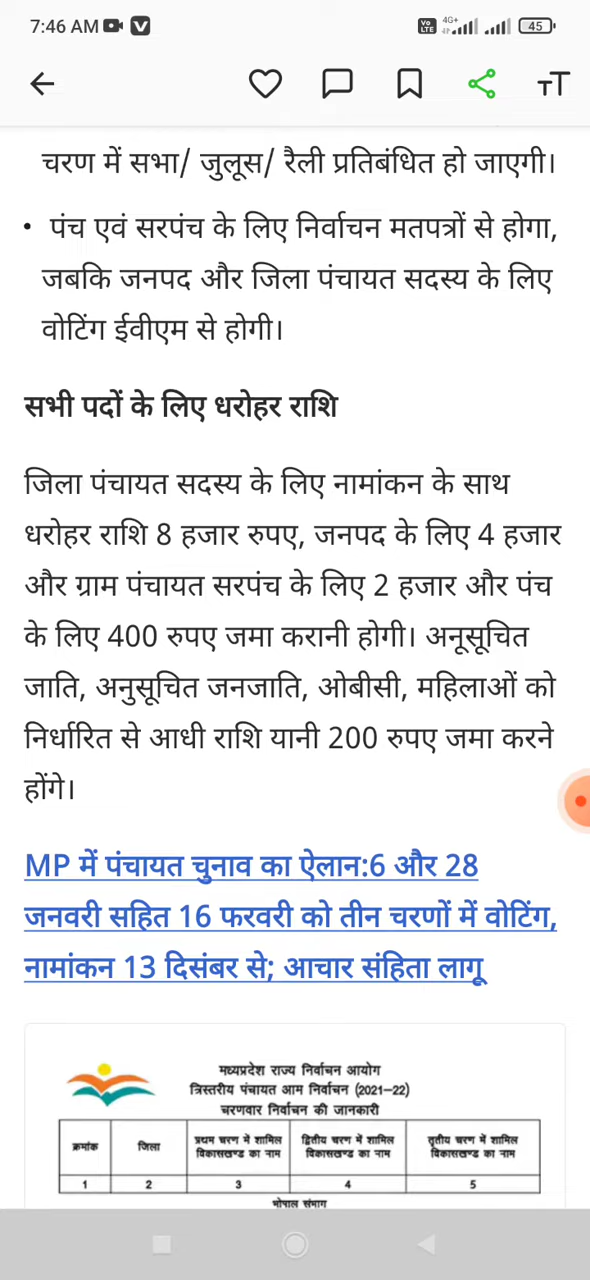 7:46 AM
Vo LTE 4G+ 45
TT
चरण में सभा/ जुलूस/ रैली प्रतिबंधित हो जाएगी।
• पंच एवं सरपंच के लिए निर्वाचन मतपत्रों से होगा,
जबकि जनपद और जिला पंचायत सदस्य के लिए
वोटिंग ईवीएम से होगी।
सभी पदों के लिए धरोहर राशि
जिला पंचायत सदस्य के लिए नामांकन के साथ
धरोहर राशि 8 हजार रुपए, जनपद के लिए 4 हजार
और ग्राम पंचायत सरपंच के लिए 2 हजार और पंच
के लिए 400 रुपए जमा करानी होगी। अनूसूचित
जाति, अनुसूचित जनजाति, ओबीसी, महिलाओं को
निर्धारित से आधी राशि यानी 200 रुपए जमा करने
होंगे।
MP में पंचायत चुनाव का ऐलान:6 और 28
जनवरी सहित 16 फरवरी को तीन चरणों में वोटिंग,
नामांकन 13 दिसंबर से; आचार संहिता लागू
मध्यप्रदेश राज्य निर्वाचन आयोग
त्रिस्तरीय पंचायत आम निर्वाचन (2021–22)
चरणवार निर्वाचन की जानकारी
क्रमांक जिला प्रथम चरण में शामिल विकासखण्ड का नाम द्वितीय चरण में शामिल विकासखण्ड का नाम तृतीय चरण में शामिल विकासखण्ड का नाम
1 2 3 4 5
भोपाल संभाग